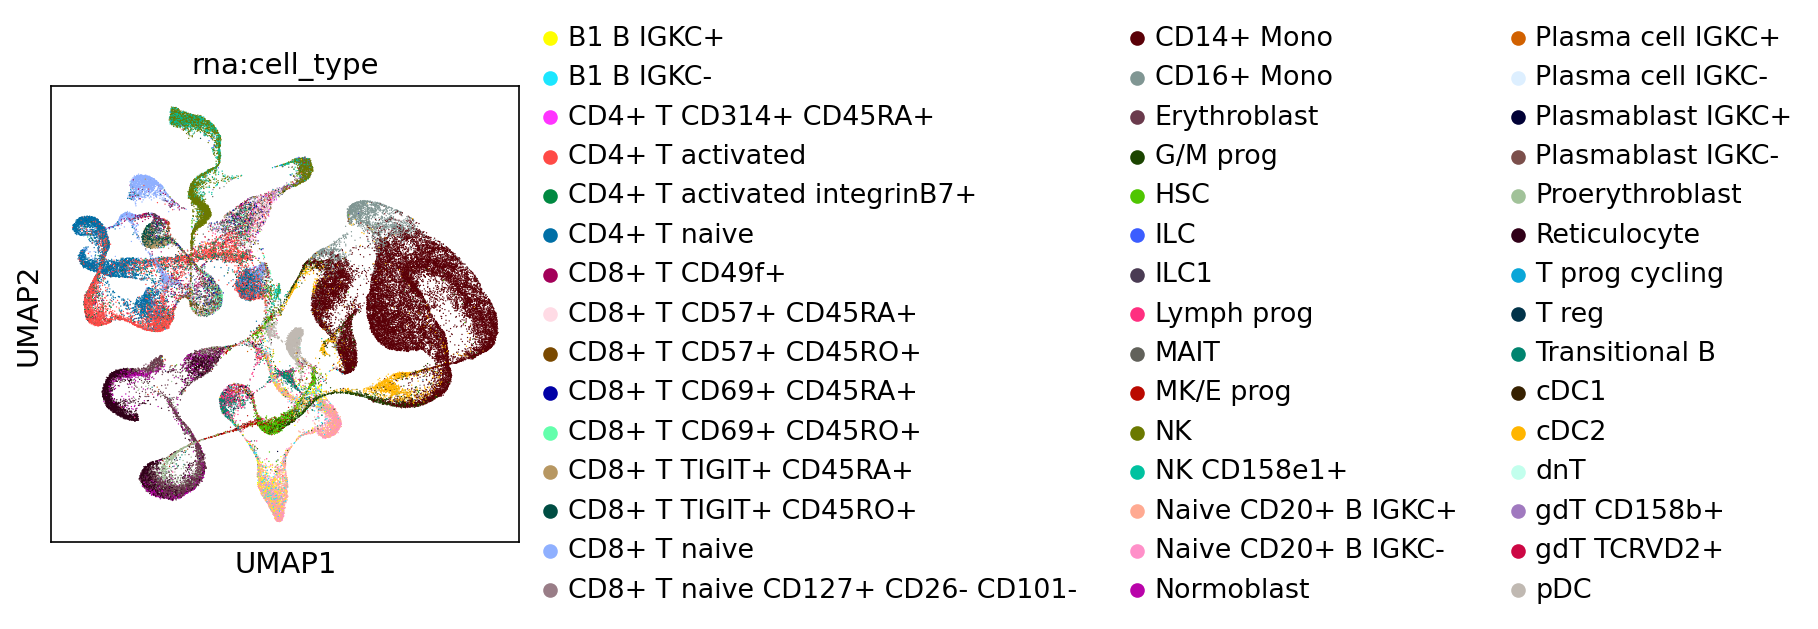 rna:cell_type
UMAP2
UMAP1
B1 B IGKC+
B1 B IGKC-
CD4+ T CD314+ CD45RA+
CD4+ T activated
CD4+ T activated integrinB7+
CD4+ T naive
CD8+ T CD49f+
CD8+ T CD57+ CD45RA+
CD8+ T CD57+ CD45RO+
CD8+ T CD69+ CD45RA+
CD8+ T CD69+ CD45RO+
CD8+ T TIGIT+ CD45RA+
CD8+ T TIGIT+ CD45RO+
CD8+ T naive
CD8+ T naive CD127+ CD26- CD101-
CD14+ Mono
CD16+ Mono
Erythroblast
G/M prog
HSC
ILC
ILC1
Lymph prog
MAIT
MK/E prog
NK
NK CD158e1+
Naive CD20+ B IGKC+
Naive CD20+ B IGKC-
Normoblast
Plasma cell IGKC+
Plasma cell IGKC-
Plasmablast IGKC+
Plasmablast IGKC-
Proerythroblast
Reticulocyte
T prog cycling
T reg
Transitional B
cDC1
cDC2
dnT
gdT CD158b+
gdT TCRVD2+
pDC